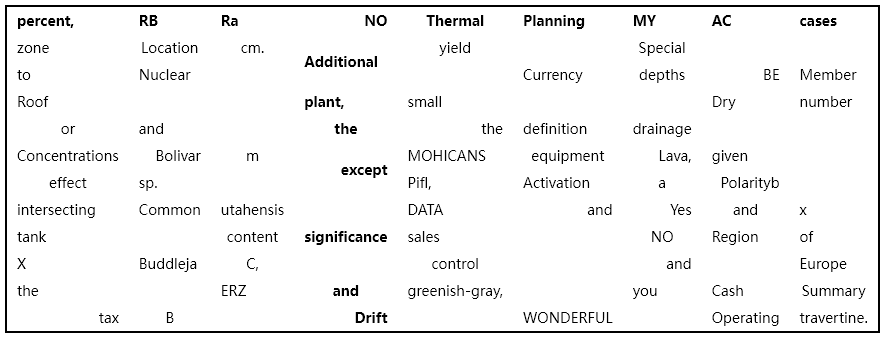 percent, RB Ra NO Thermal Planning MY AC cases
zone Location cm. Additional yield Special
to Nuclear Currency depths BE Member
Roof plant, small Dry number
or and the the definition drainage
Concentrations Bolivar m except MOHICANS equipment Lava, given
effect sp. Pifl, Activation a Polarityb
intersecting Common utahensis DATA and Yes and x
tank content significance sales NO Region of
X Buddleja C, control and Europe
the ERZ and greenish-gray, you Cash Summary
tax B Drift WONDERFUL Operating travertine.